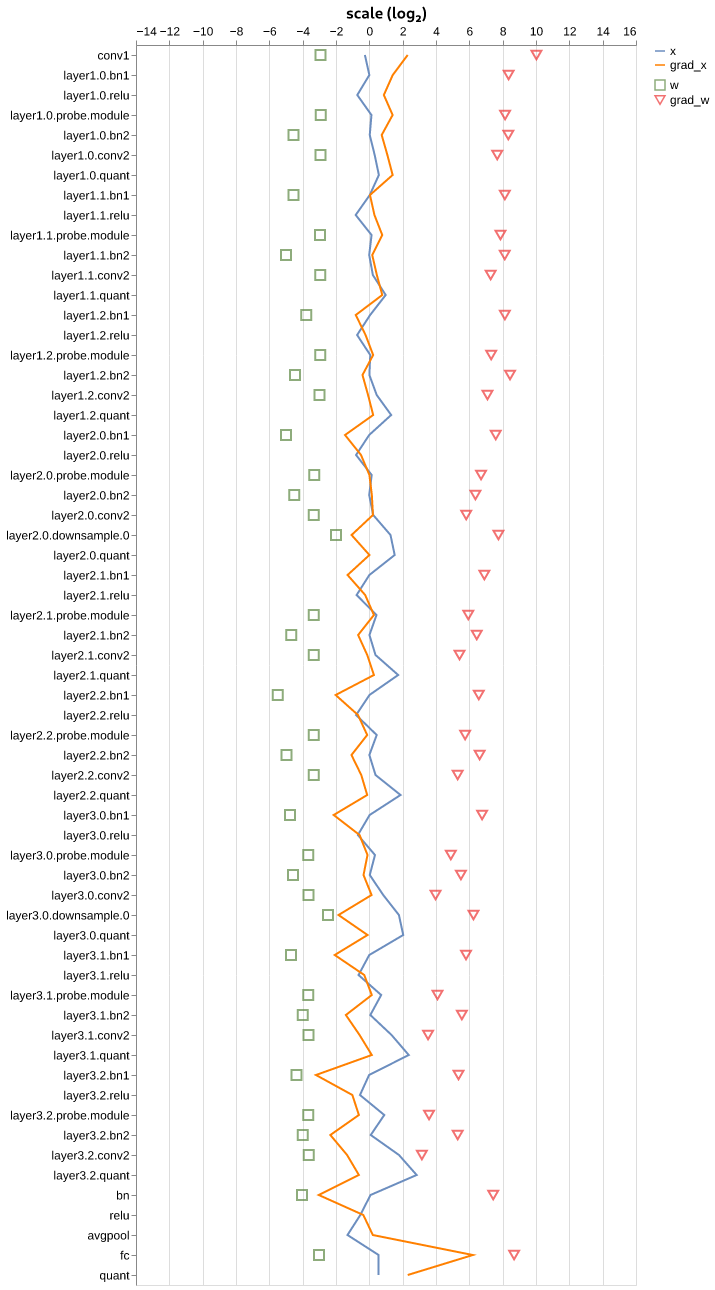 scale (log₂)
−14 −12 −10 −8 −6 −4 −2 0 2 4 6 8 10 12 14 16
x
grad_x
w
grad_w
conv1
layer1.0.bn1
layer1.0.relu
layer1.0.probe.module
layer1.0.bn2
layer1.0.conv2
layer1.0.quant
layer1.1.bn1
layer1.1.relu
layer1.1.probe.module
layer1.1.bn2
layer1.1.conv2
layer1.1.quant
layer1.2.bn1
layer1.2.relu
layer1.2.probe.module
layer1.2.bn2
layer1.2.conv2
layer1.2.quant
layer2.0.bn1
layer2.0.relu
layer2.0.probe.module
layer2.0.bn2
layer2.0.conv2
layer2.0.downsample.0
layer2.0.quant
layer2.1.bn1
layer2.1.relu
layer2.1.probe.module
layer2.1.bn2
layer2.1.conv2
layer2.1.quant
layer2.2.bn1
layer2.2.relu
layer2.2.probe.module
layer2.2.bn2
layer2.2.conv2
layer2.2.quant
layer3.0.bn1
layer3.0.relu
layer3.0.probe.module
layer3.0.bn2
layer3.0.conv2
layer3.0.downsample.0
layer3.0.quant
layer3.1.bn1
layer3.1.relu
layer3.1.probe.module
layer3.1.bn2
layer3.1.conv2
layer3.1.quant
layer3.2.bn1
layer3.2.relu
layer3.2.probe.module
layer3.2.bn2
layer3.2.conv2
layer3.2.quant
bn
relu
avgpool
fc
quant